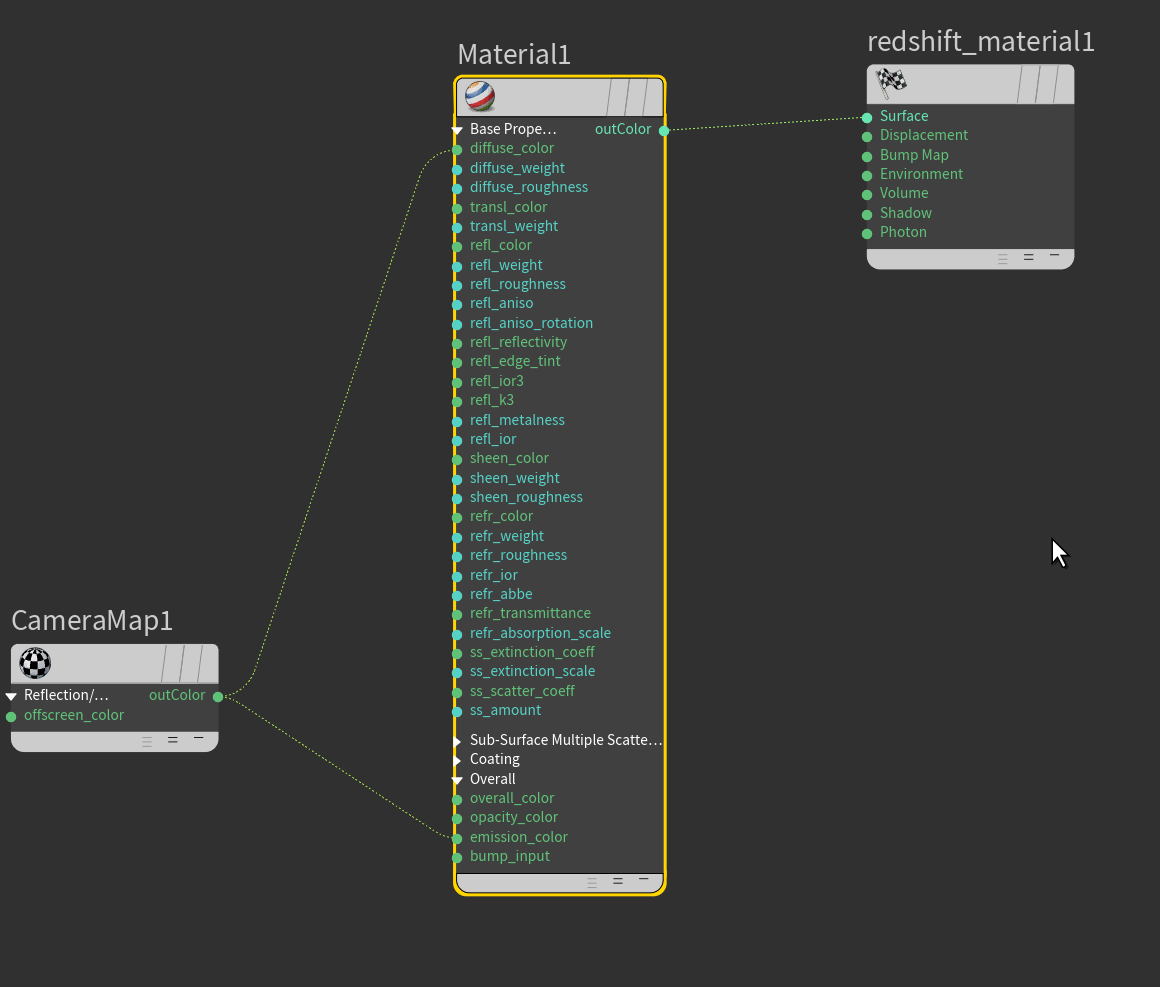 Material1
Base Prope...
outColor
diffuse_color
diffuse_weight
diffuse_roughness
transl_color
transl_weight
refl_color
refl_weight
refl_roughness
refl_aniso
refl_aniso_rotation
refl_reflectivity
refl_edge_tint
refl_ior3
refl_k3
refl_metalness
refl_ior
sheen_color
sheen_weight
sheen_roughness
refr_color
refr_weight
refr_roughness
refr_ior
refr_abbe
refr_transmittance
refr_absorption_scale
ss_extinction_coeff
ss_extinction_scale
ss_scatter_coeff
ss_amount
Sub-Surface Multiple Scatte...
Coating
Overall
overall_color
opacity_color
emission_color
bump_input
redshift_material1
Surface
Displacement
Bump Map
Environment
Volume
Shadow
Photon
CameraMap1
Reflection/...
outColor
offscreen_color